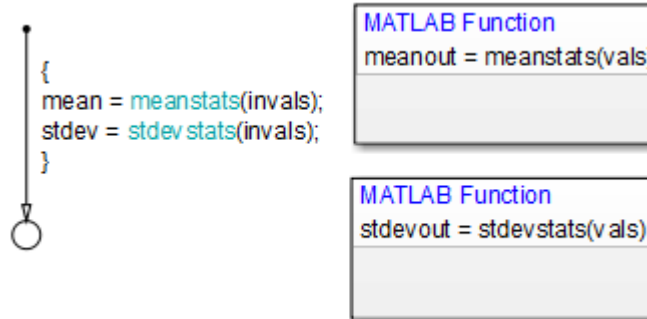 {
mean = meanstats(invals);
stdev = stdevstats(invals);
}
MATLAB Function
meanout = meanstats(vals
MATLAB Function
stdevout = stdevstats(vals)